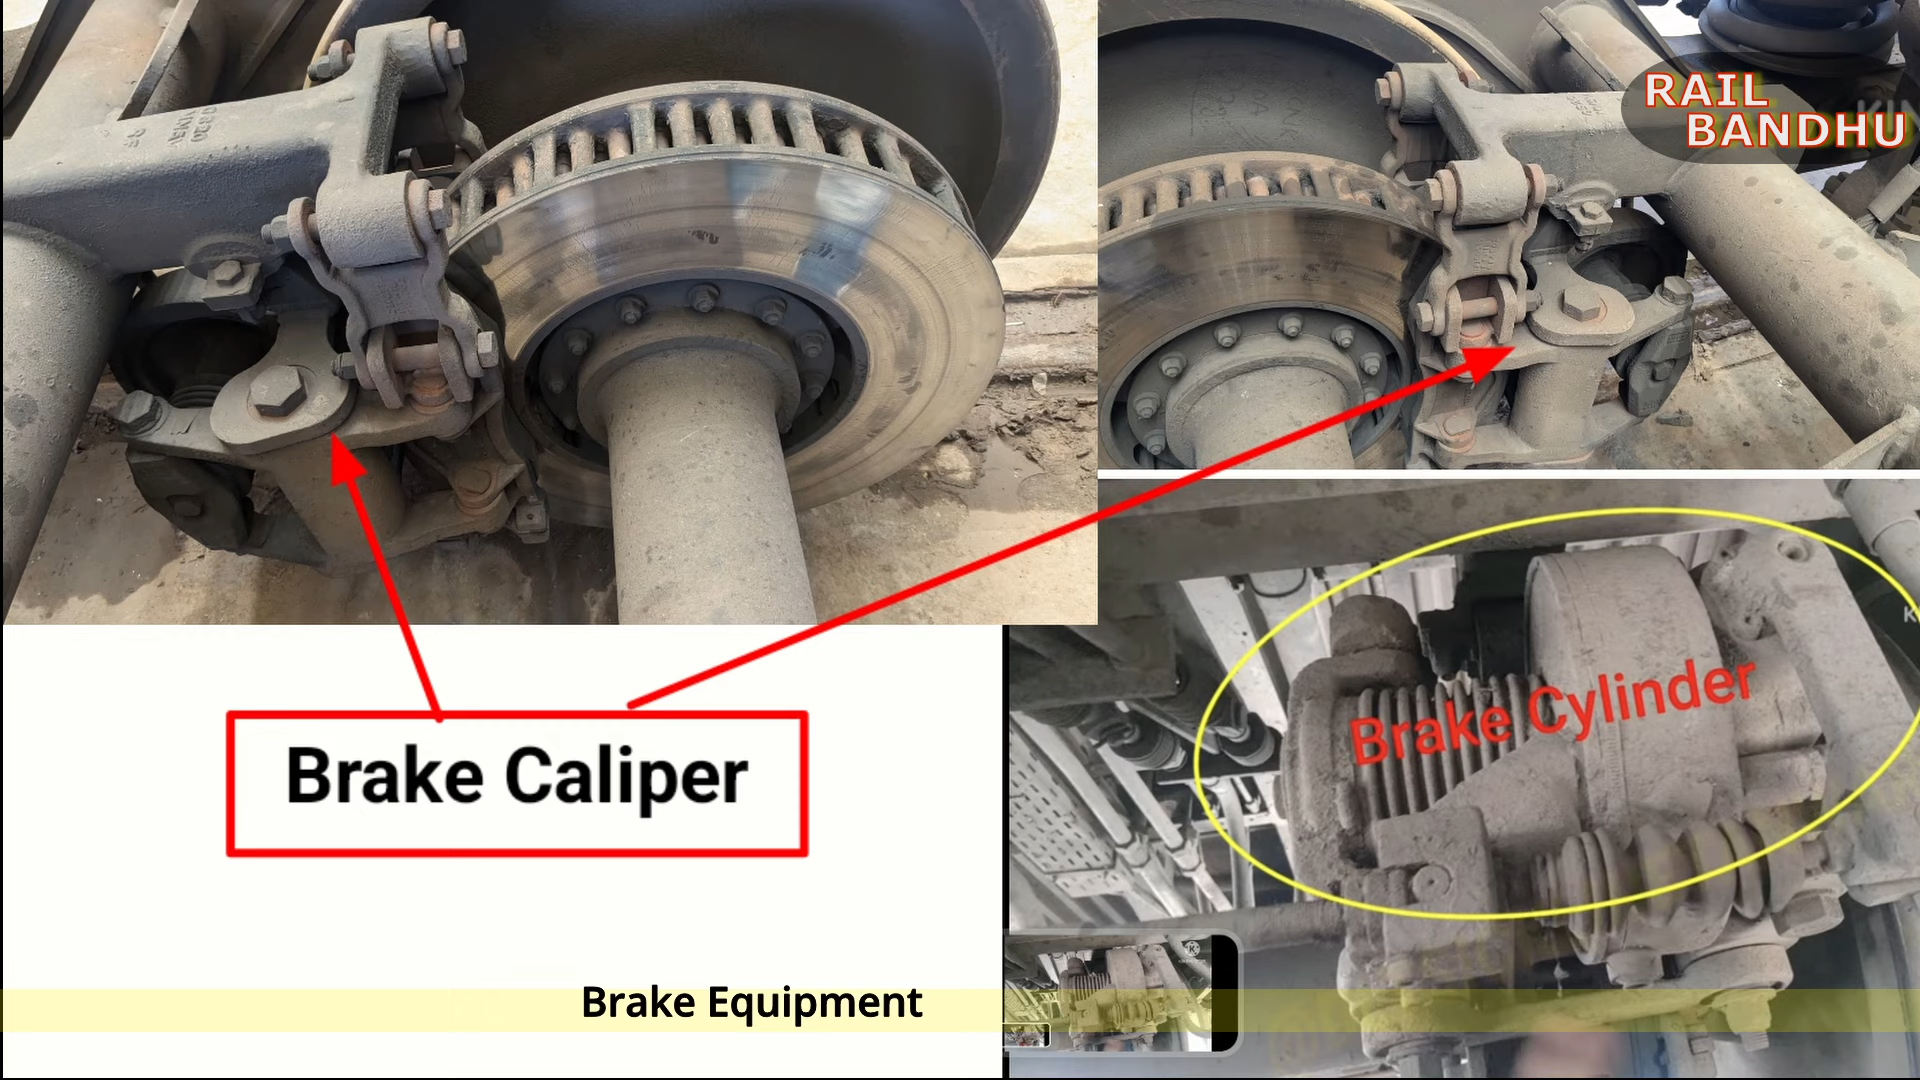 RAIL
BANDHU
Brake Cylinder
Brake Caliper
Brake Equipment